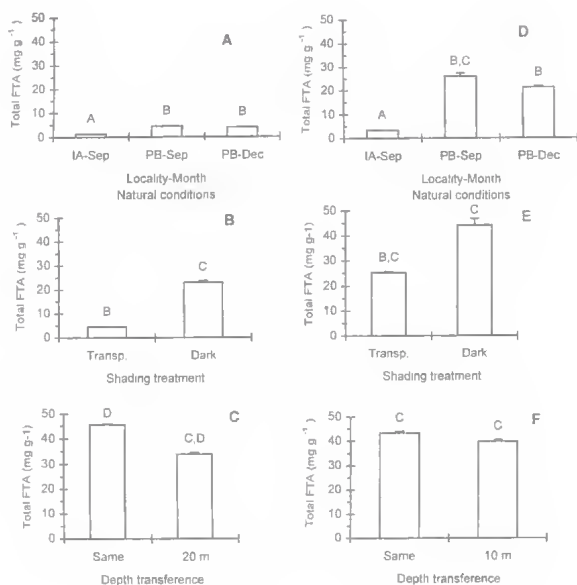 A
Total FTA (mg g⁻¹)
50
40
30
20
10
0
A
B
B
IA-Sep PB-Sep PB-Dec
Locality-Month
Natural conditions
D
Total FTA (mg g⁻¹)
50
40
30
20
10
0
A
B,C
B
IA-Sep PB-Sep PB-Dec
Locality-Month
Natural conditions
B
Total FTA (mg g⁻¹)
50
40
30
20
10
0
B
C
Transp. Dark
Shading treatment
E
Total FTA (mg g-1)
50
40
30
20
10
0
B,C
C
Transp. Dark
Shading treatment
C
Total FTA (mg g-1)
50
40
30
20
10
0
D
C,D
Same 20 m
Depth transference
F
Total FTA (mg g-1)
50
40
30
20
10
0
C
C
Same 10 m
Depth transference